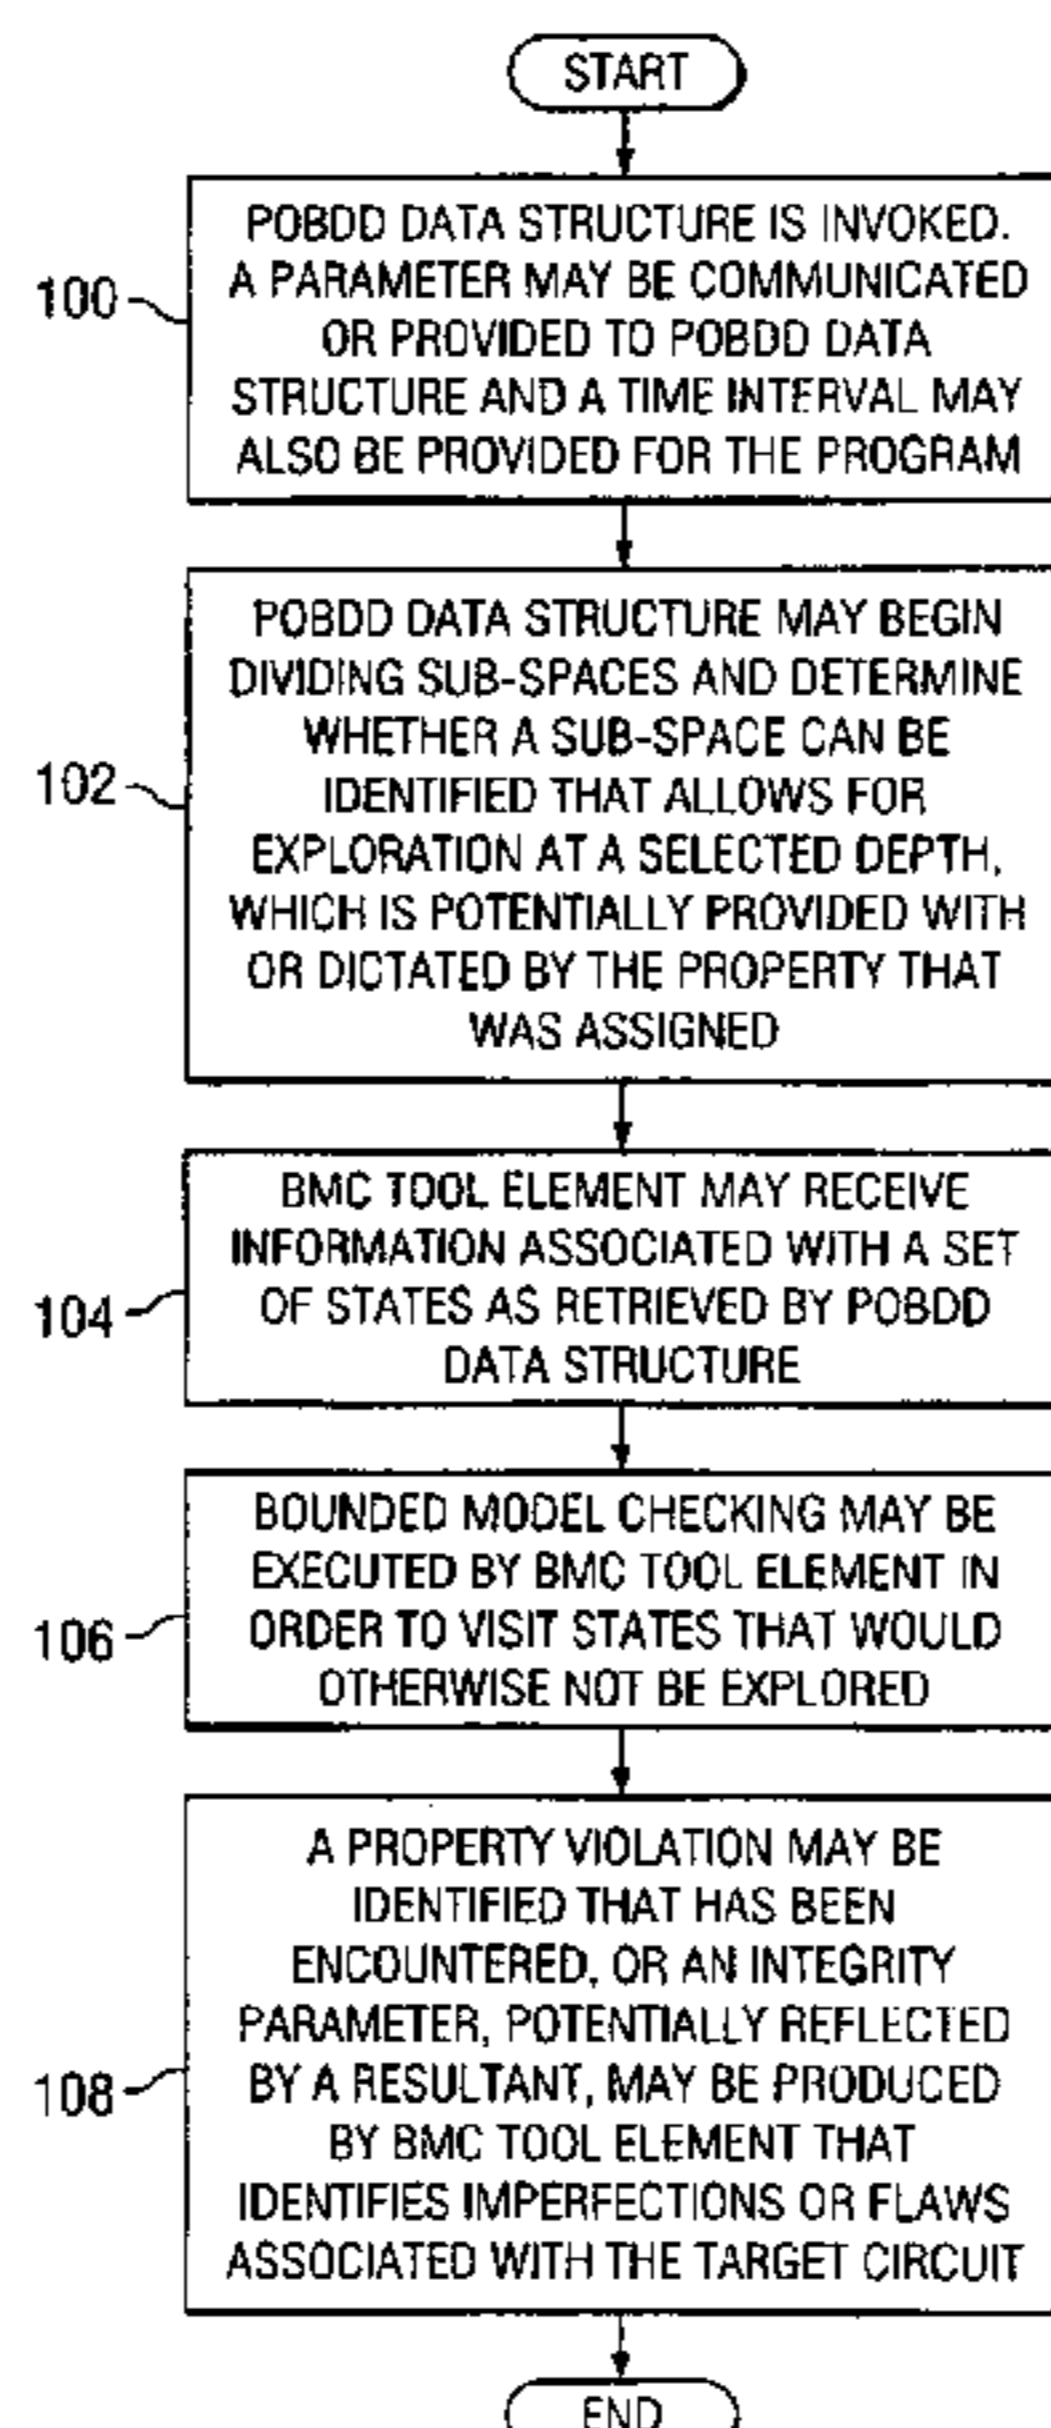 START
POBDD DATA STRUCTURE IS INVOKED.
A PARAMETER MAY BE COMMUNICATED
OR PROVIDED TO POBDD DATA
STRUCTURE AND A TIME INTERVAL MAY
ALSO BE PROVIDED FOR THE PROGRAM
100
POBDD DATA STRUCTURE MAY BEGIN
DIVIDING SUB-SPACES AND DETERMINE
WHETHER A SUB-SPACE CAN BE
IDENTIFIED THAT ALLOWS FOR
EXPLORATION AT A SELECTED DEPTH,
WHICH IS POTENTIALLY PROVIDED WITH
OR DICTATED BY THE PROPERTY THAT
WAS ASSIGNED
102
BMC TOOL ELEMENT MAY RECEIVE
INFORMATION ASSOCIATED WITH A SET
OF STATES AS RETRIEVED BY POBDD
DATA STRUCTURE
104
BOUNDED MODEL CHECKING MAY BE
EXECUTED BY BMC TOOL ELEMENT IN
ORDER TO VISIT STATES THAT WOULD
OTHERWISE NOT BE EXPLORED
106
A PROPERTY VIOLATION MAY BE
IDENTIFIED THAT HAS BEEN
ENCOUNTERED, OR AN INTEGRITY
PARAMETER, POTENTIALLY REFLECTED
BY A RESULTANT, MAY BE PRODUCED
BY BMC TOOL ELEMENT THAT
IDENTIFIES IMPERFECTIONS OR FLAWS
ASSOCIATED WITH THE TARGET CIRCUIT
108
END